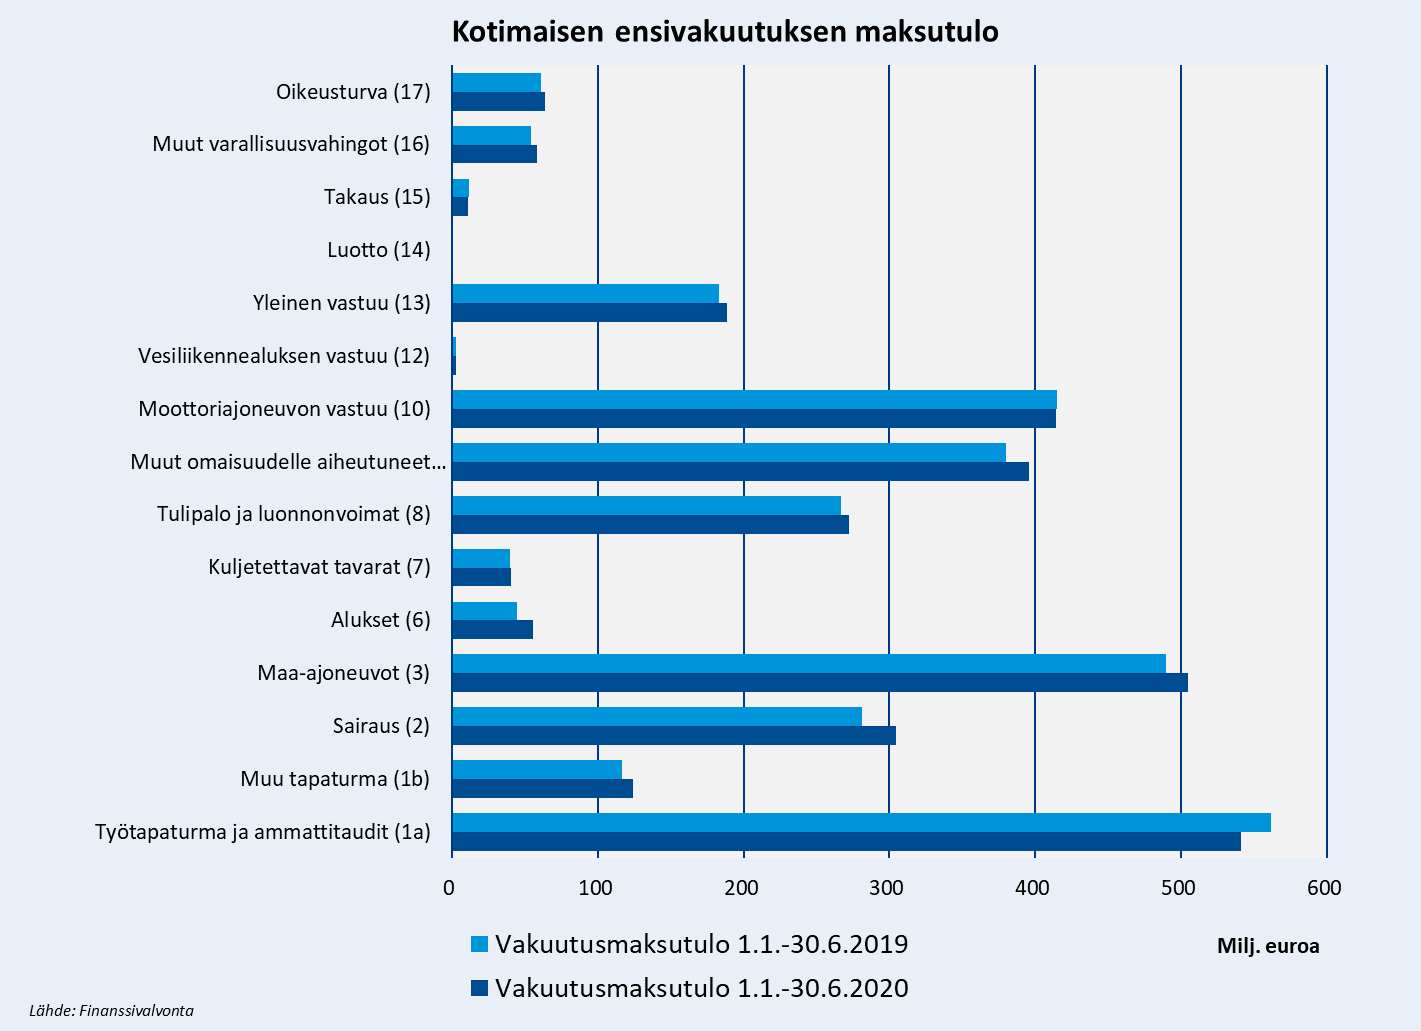 Kotimaisen ensivakuutuksen maksutulo
Oikeusturva (17)
Muut varallisuusvahingot (16)
Takaus (15)
Luotto (14)
Yleinen vastuu (13)
Vesiliikennealuksen vastuu (12)
Moottoriajoneuvon vastuu (10)
Muut omaisuudelle aiheutuneet…
Tulipalo ja luonnonvoimat (8)
Kuljetettavat tavarat (7)
Alukset (6)
Maa-ajoneuvot (3)
Sairaus (2)
Muu tapaturma (1b)
Työtapaturma ja ammattitaudit (1a)
0 100 200 300 400 500 600
Vakuutusmaksutulo 1.1.-30.6.2019
Milj. euroa
Vakuutusmaksutulo 1.1.-30.6.2020
Lähde: Finanssivalvonta